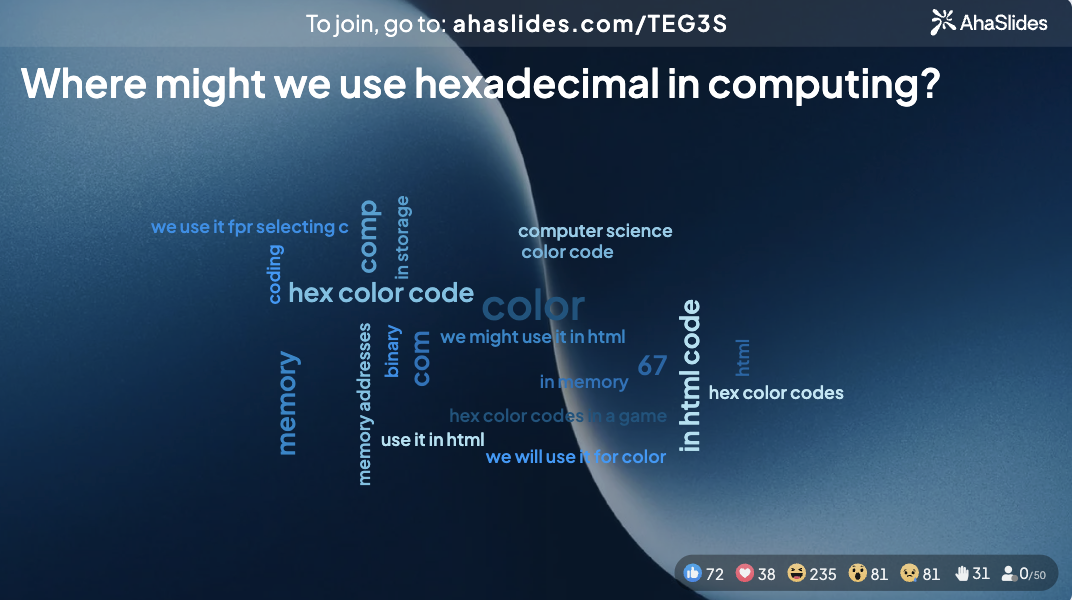 To join, go to: ahaslides.com/TEG3S
AhaSlides
Where might we use hexadecimal in computing?
we use it fpr selecting c
comp
in storage
computer science
color code
coding
hex color code
color
in html code
memory
memory addresses
binary
com
we might use it in html
67
html
in memory
hex color codes
hex color codes in a game
use it in html
we will use it for color
72
38
235
81
81
31
0/50